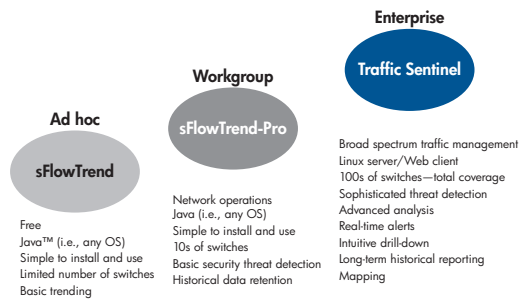 Ad hoc
sFlowTrend
Free
Java™ (i.e., any OS)
Simple to install and use
Limited number of switches
Basic trending
Workgroup
sFlowTrend-Pro
Network operations
Java (i.e., any OS)
Simple to install and use
10s of switches
Basic security threat detection
Historical data retention
Enterprise
Traffic Sentinel
Broad spectrum traffic management
Linux server/Web client
100s of switches—total coverage
Sophisticated threat detection
Advanced analysis
Real-time alerts
Intuitive drill-down
Long-term historical reporting
Mapping